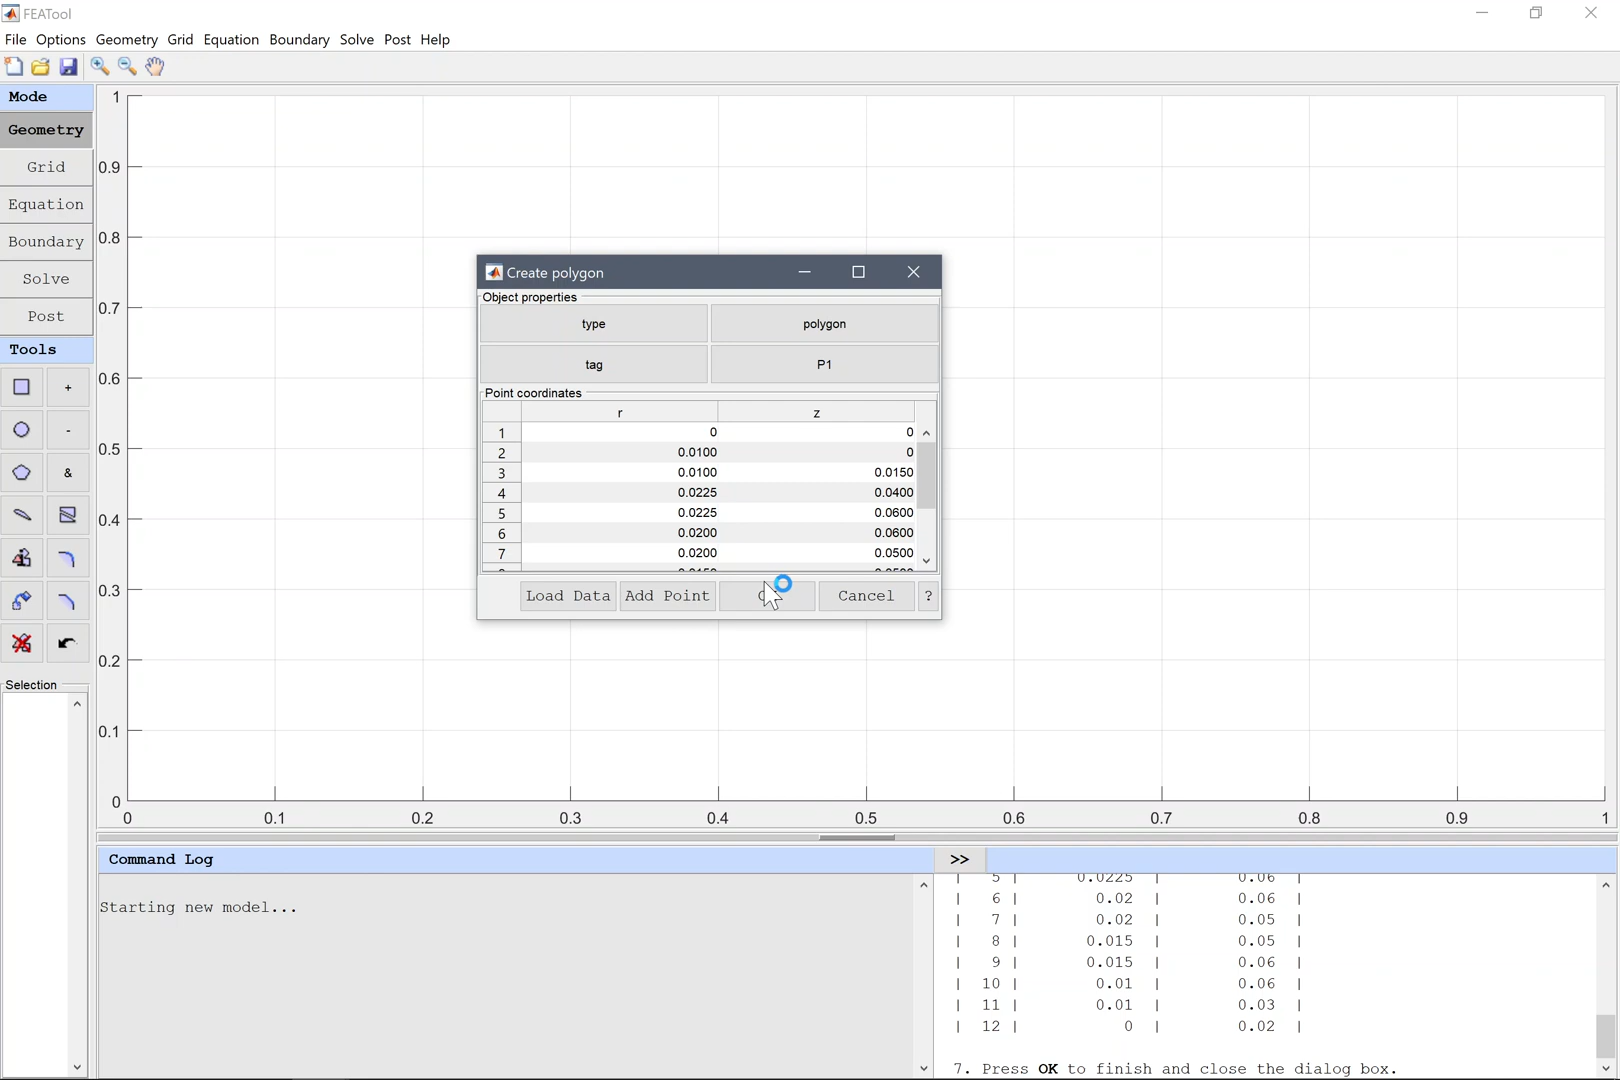 FEATool
File Options Geometry Grid Equation Boundary Solve Post Help
Mode
Geometry
Grid
Equation
Boundary
Solve
Post
Tools
+
-
&
Selection
1
0.9
0.8
0.7
0.6
0.5
0.4
0.3
0.2
0.1
0
0 0.1 0.2 0.3 0.4 0.5 0.6 0.7 0.8 0.9 1
Create polygon
Object properties
type polygon
tag P1
Point coordinates
r z
1 0 0
2 0.0100 0
3 0.0100 0.0150
4 0.0225 0.0400
5 0.0225 0.0600
6 0.0200 0.0600
7 0.0200 0.0500
Load Data Add Point Cancel ?
Command Log
Starting new model...
>>
| 5 | 0.0225 | 0.06 |
| 6 | 0.02 | 0.06 |
| 7 | 0.02 | 0.05 |
| 8 | 0.015 | 0.05 |
| 9 | 0.015 | 0.06 |
| 10 | 0.01 | 0.06 |
| 11 | 0.01 | 0.03 |
| 12 | 0 | 0.02 |
7. Press OK to finish and close the dialog box.